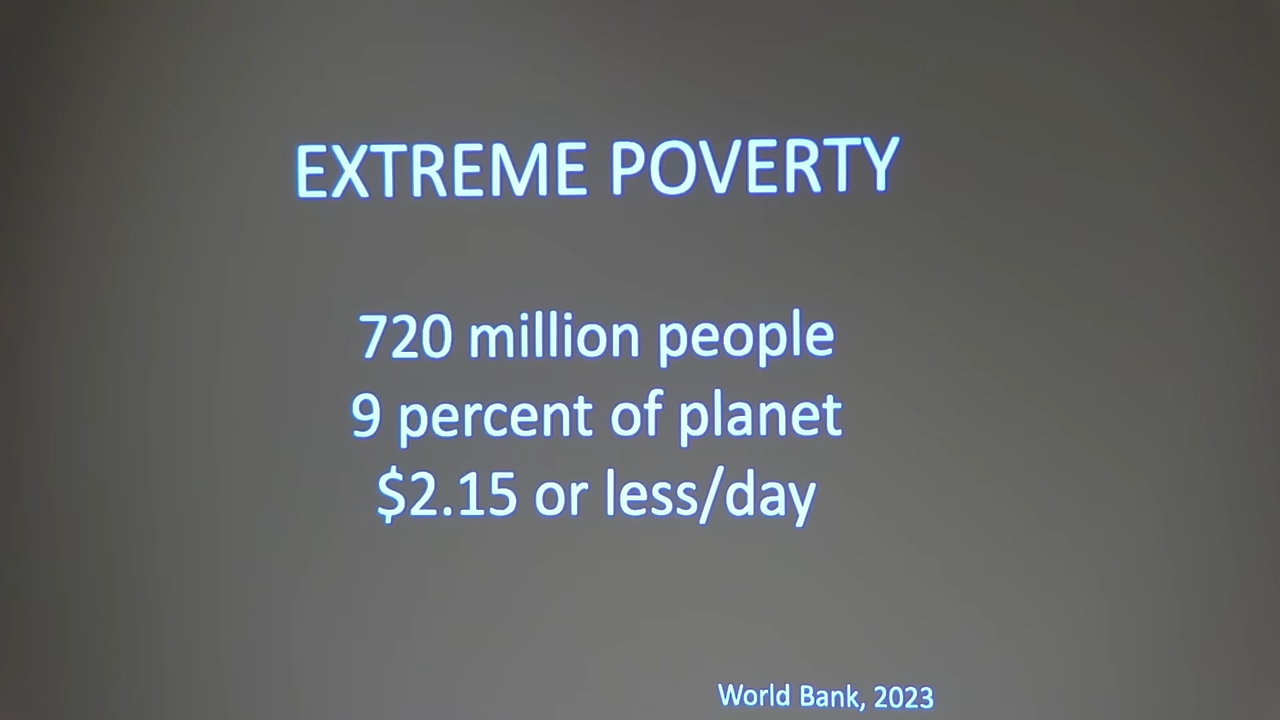 EXTREME POVERTY
720 million people
9 percent of planet
$2.15 or less/day
World Bank, 2023